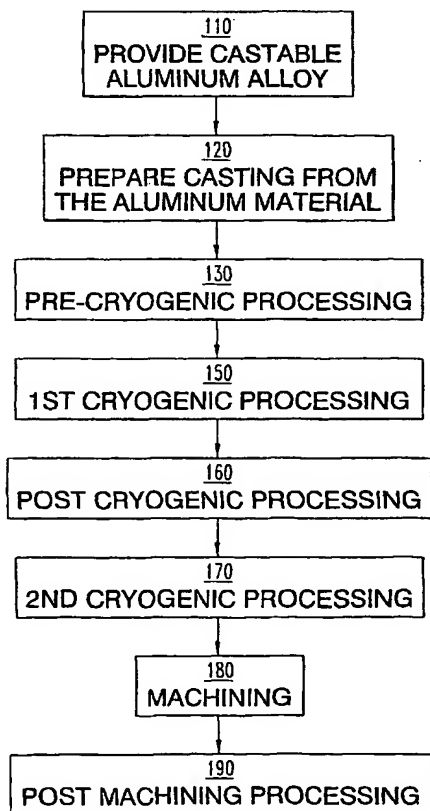 110
PROVIDE CASTABLE
ALUMINUM ALLOY
120
PREPARE CASTING FROM
THE ALUMINUM MATERIAL
130
PRE-CRYOGENIC PROCESSING
150
1ST CRYOGENIC PROCESSING
160
POST CRYOGENIC PROCESSING
170
2ND CRYOGENIC PROCESSING
180
MACHINING
190
POST MACHINING PROCESSING